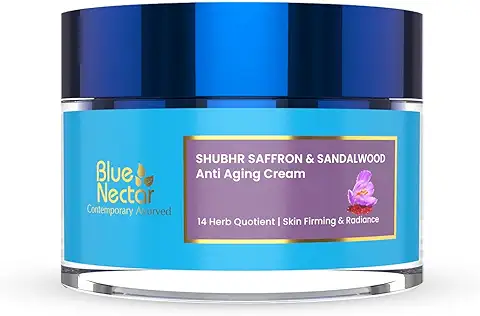 Blue
Nectar
Contemporary Ayurved
SHUBHR SAFFRON & SANDALWOOD
Anti Aging Cream
14 Herb Quotient | Skin Firming & Radiance